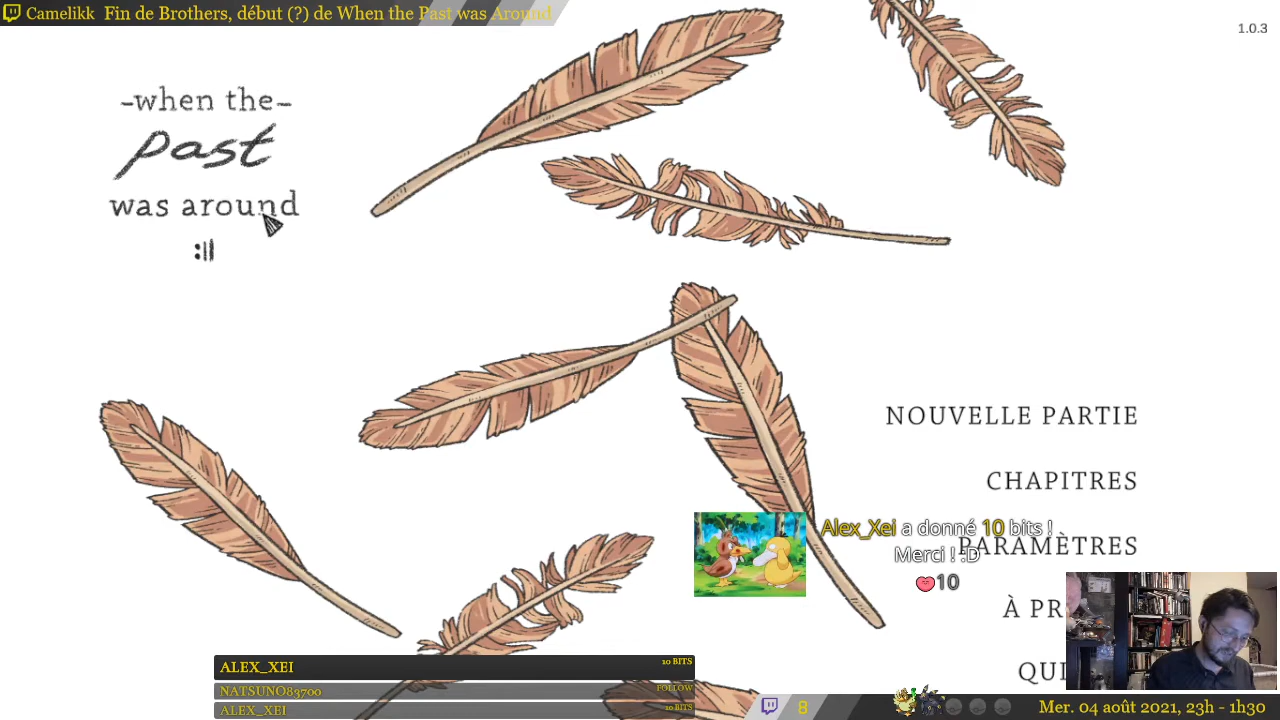 Camelikk Fin de Brothers, début (?) de When the Past was Around
1.0.3
-when the-
past
was around
NOUVELLE PARTIE
CHAPITRES
Alex_Xei a donné 10 bits !
PARAMÈTRES
Merci ! :D
10
À PR
QUI
ALEX_XEI 10 BITS
NATSUNO83700 FOLLOW
ALEX_XEI 10 BITS
8
Mer. 04 août 2021, 23h - 1h30